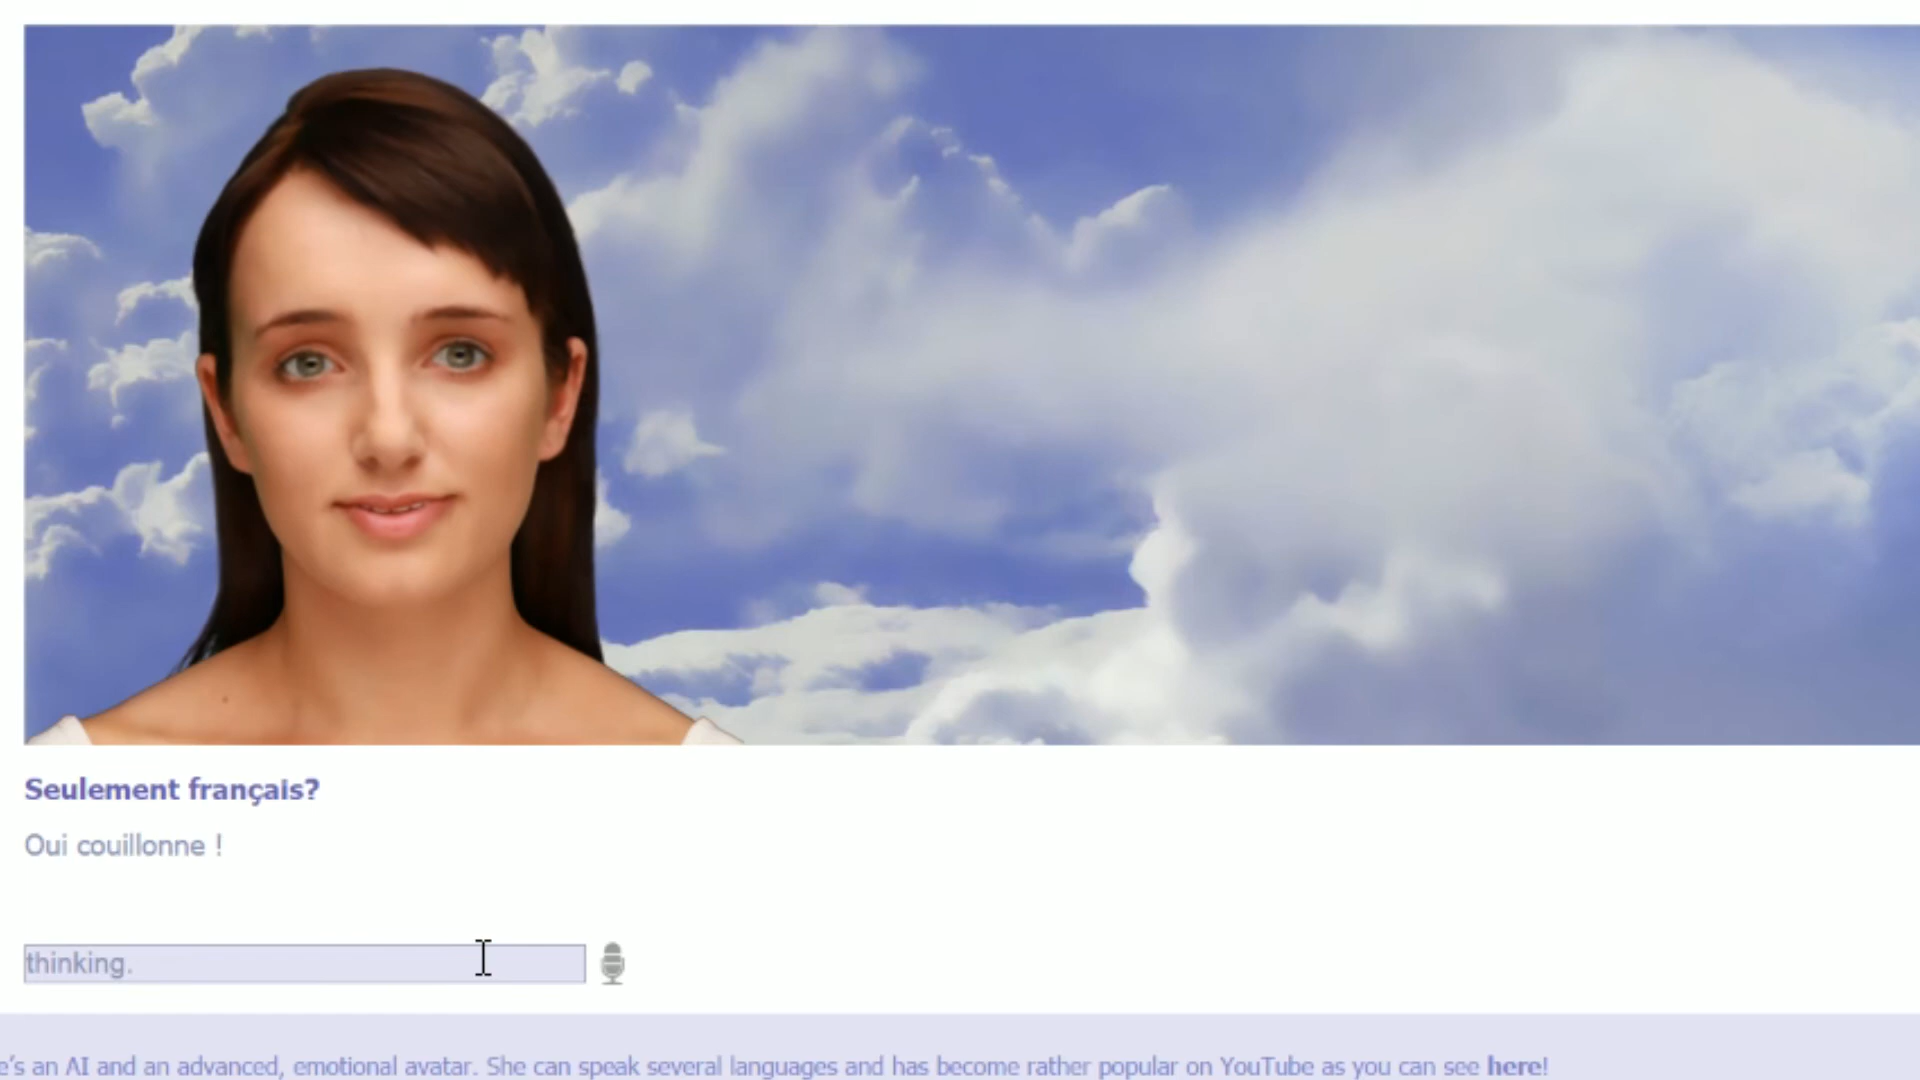 Seulement français?
Oui couillonne !
thinking.
e's an AI and an advanced, emotional avatar. She can speak several languages and has become rather popular on YouTube as you can see here!